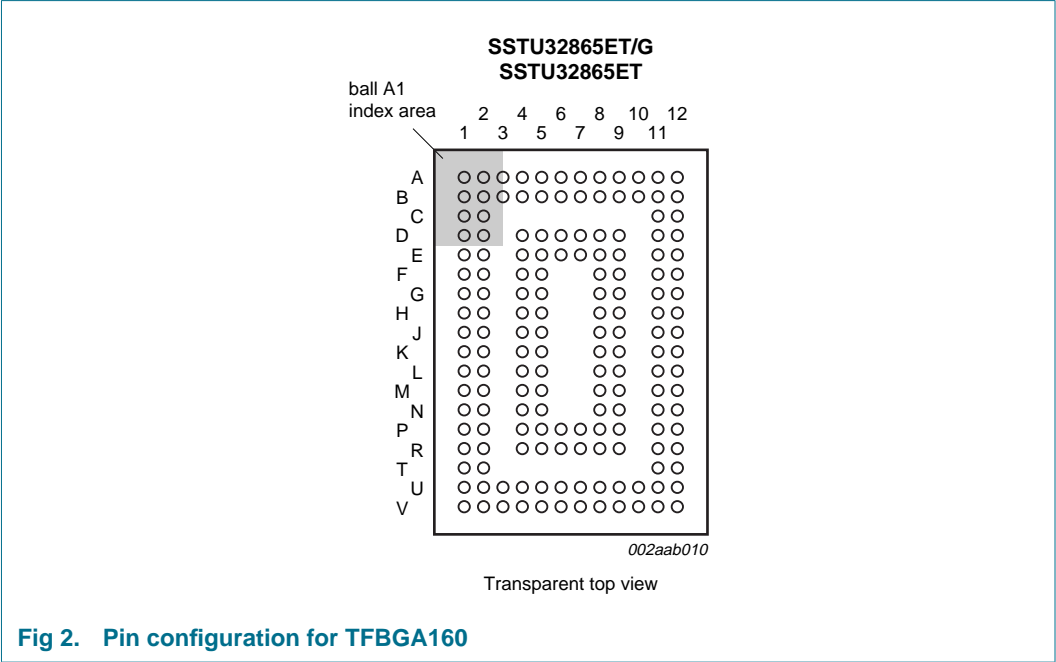 SSTU32865ET/G
SSTU32865ET
ball A1
index area
2 4 6 8 10 12
1 3 5 7 9 11
A
B
C
D
E
F
G
H
J
K
L
M
N
P
R
T
U
V
002aab010
Transparent top view
Fig 2. Pin configuration for TFBGA160